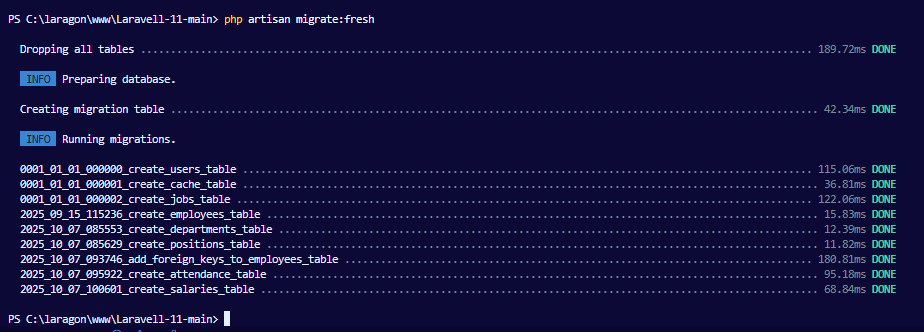 PS C:\laragon\www\Laravell-11-main> php artisan migrate:fresh
Dropping all tables ........................................................................................................ 189.72ms DONE
INFO Preparing database.
Creating migration table ................................................................................................... 42.34ms DONE
INFO Running migrations.
0001_01_01_000000_create_users_table ....................................................................................... 115.06ms DONE
0001_01_01_000001_create_cache_table ....................................................................................... 36.81ms DONE
0001_01_01_000002_create_jobs_table ........................................................................................ 122.06ms DONE
2025_09_15_115236_create_employees_table ................................................................................... 15.83ms DONE
2025_10_07_085553_create_departments_table ................................................................................. 12.39ms DONE
2025_10_07_085629_create_positions_table ................................................................................... 11.82ms DONE
2025_10_07_093746_add_foreign_keys_to_employees_table ...................................................................... 180.81ms DONE
2025_10_07_095922_create_attendance_table .................................................................................. 95.18ms DONE
2025_10_07_100601_create_salaries_table .................................................................................... 68.84ms DONE
PS C:\laragon\www\Laravell-11-main>